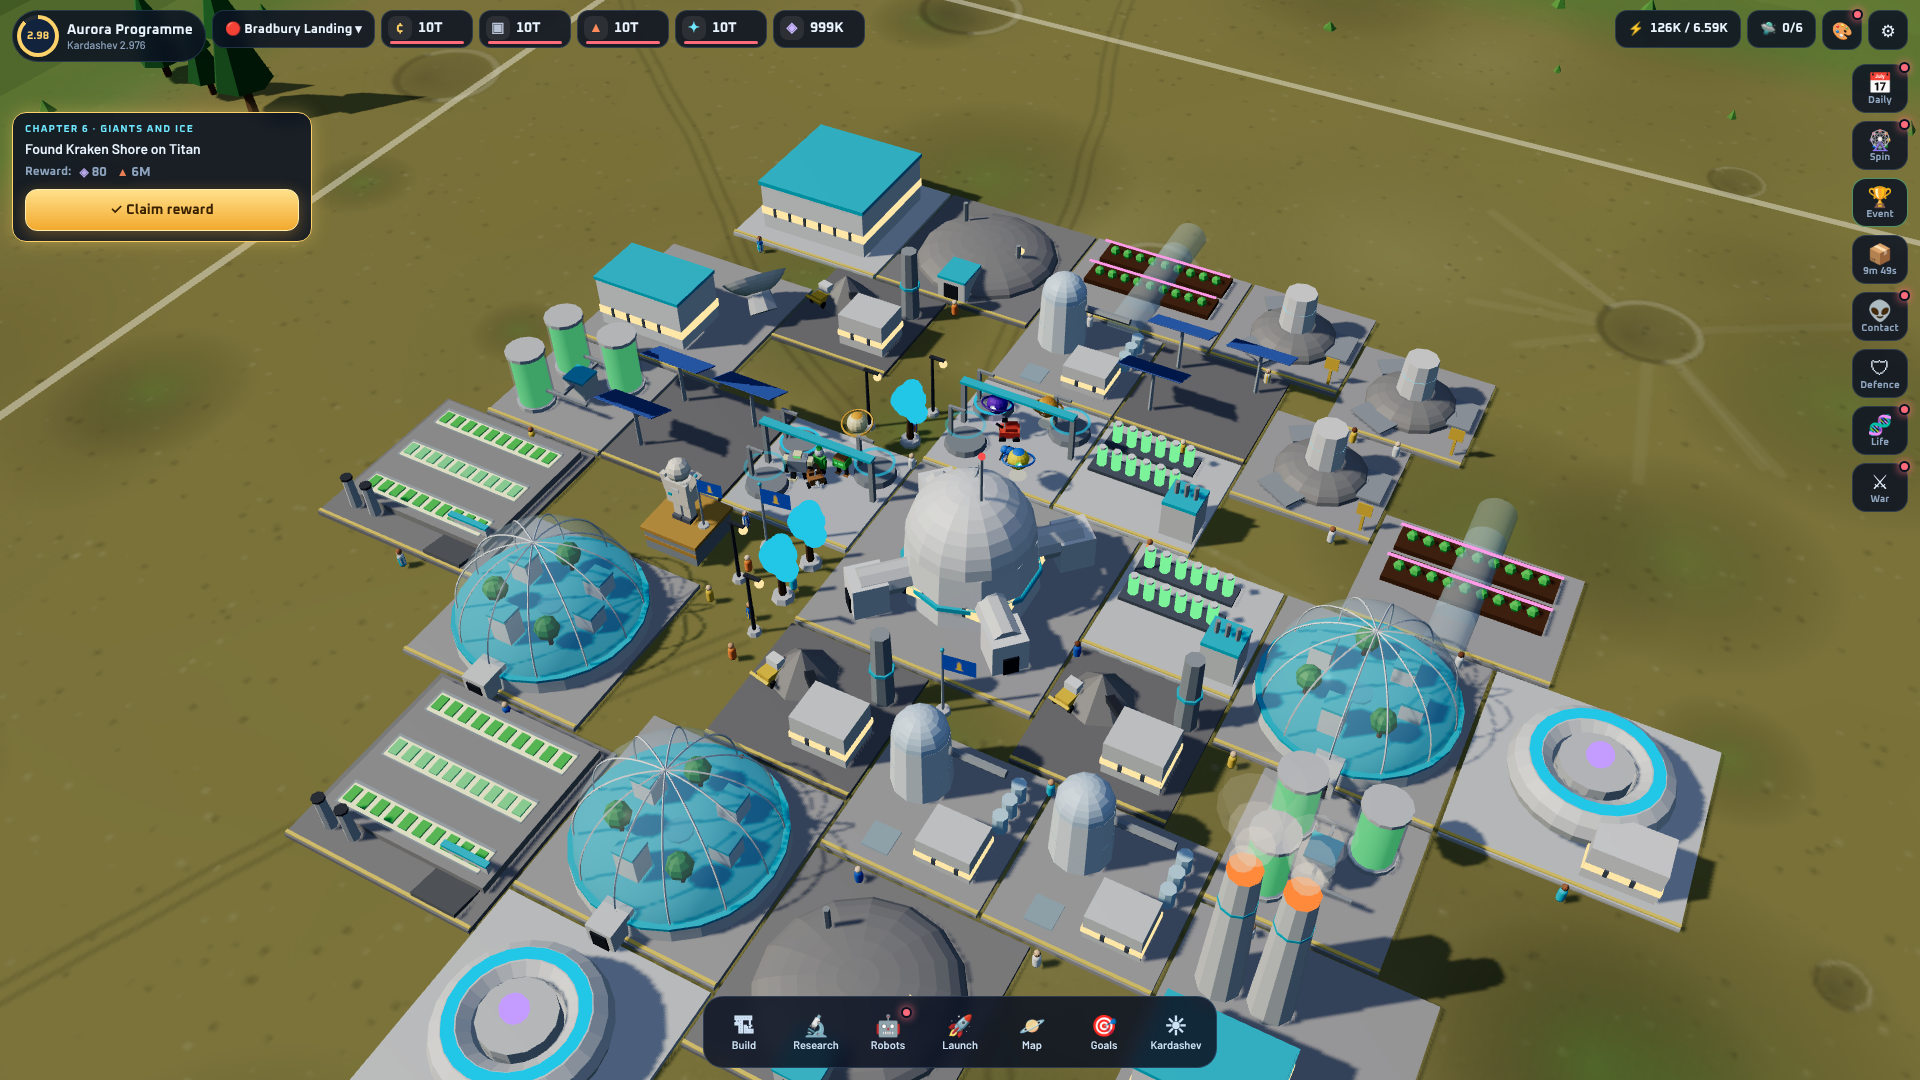 2.98
Aurora Programme
Kardashev 2.976
Bradbury Landing ▾
¢ 10T
10T
10T
10T
999K
126K / 6.59K
0/6
CHAPTER 6 · GIANTS AND ICE
Found Kraken Shore on Titan
Reward: 80 6M
✓ Claim reward
July
17
Daily
Spin
Event
9m 49s
Contact
Defence
Life
War
Build
Research
Robots
Launch
Map
Goals
Kardashev